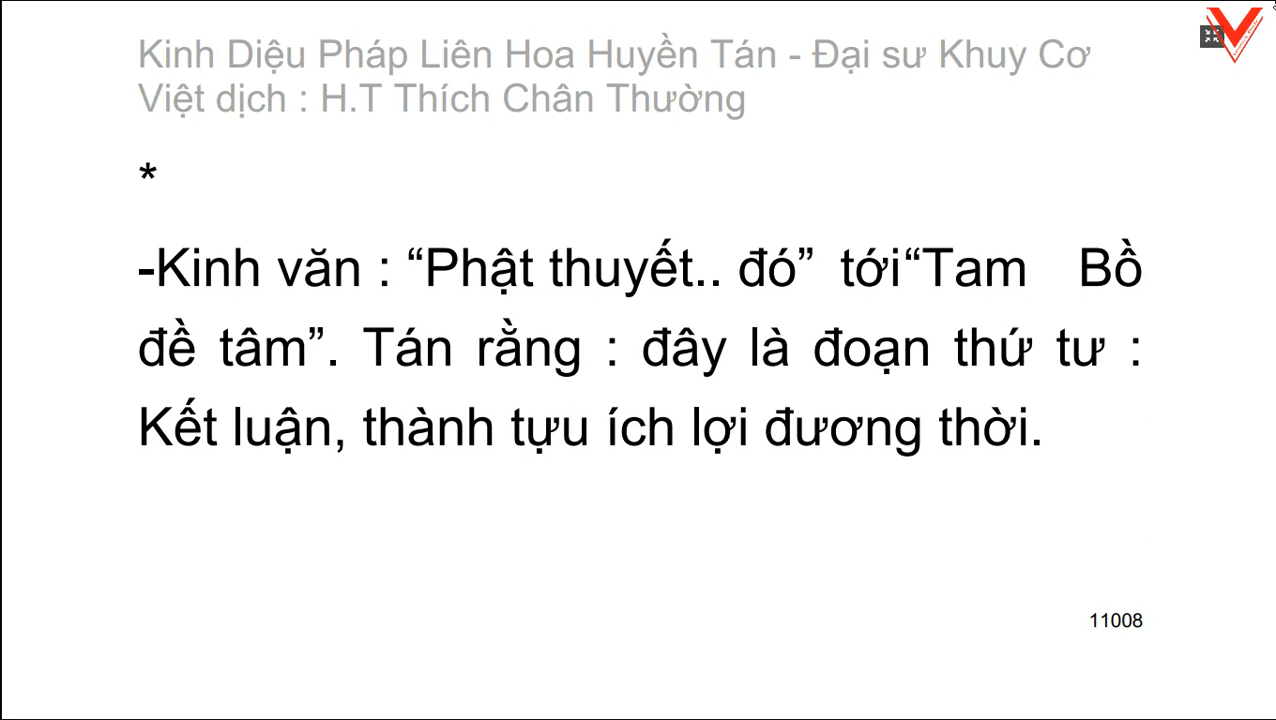 Kinh Diệu Pháp Liên Hoa Huyền Tán - Đại sư Khuy Cơ
Việt dịch : H.T Thích Chân Thường
*
-Kinh văn : “Phật thuyết.. đó” tới“Tam Bồ
đề tâm”. Tán rằng : đây là đoạn thứ tư :
Kết luận, thành tựu ích lợi đương thời.
11008